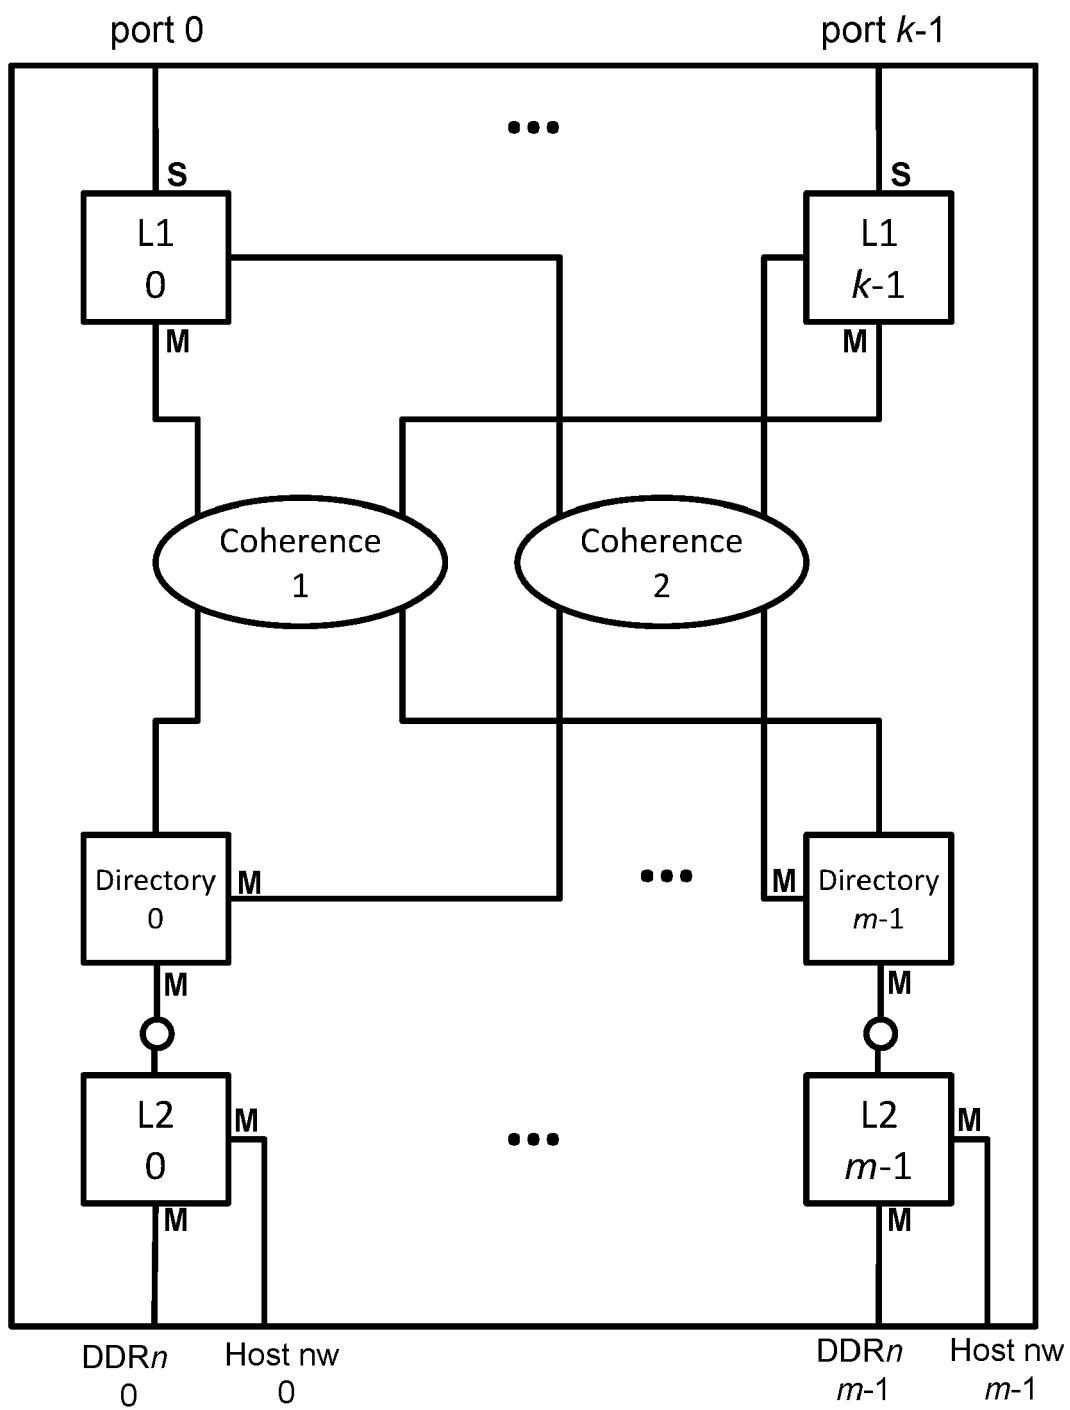 port 0
port k-1
•••
S
S
L1
0
L1
k-1
M
M
Coherence
1
Coherence
2
Directory
0
M
•••
M
Directory
m-1
M
M
L2
0
M
•••
L2
m-1
M
M
M
DDRn
0
Host nw
0
DDRn
m-1
Host nw
m-1